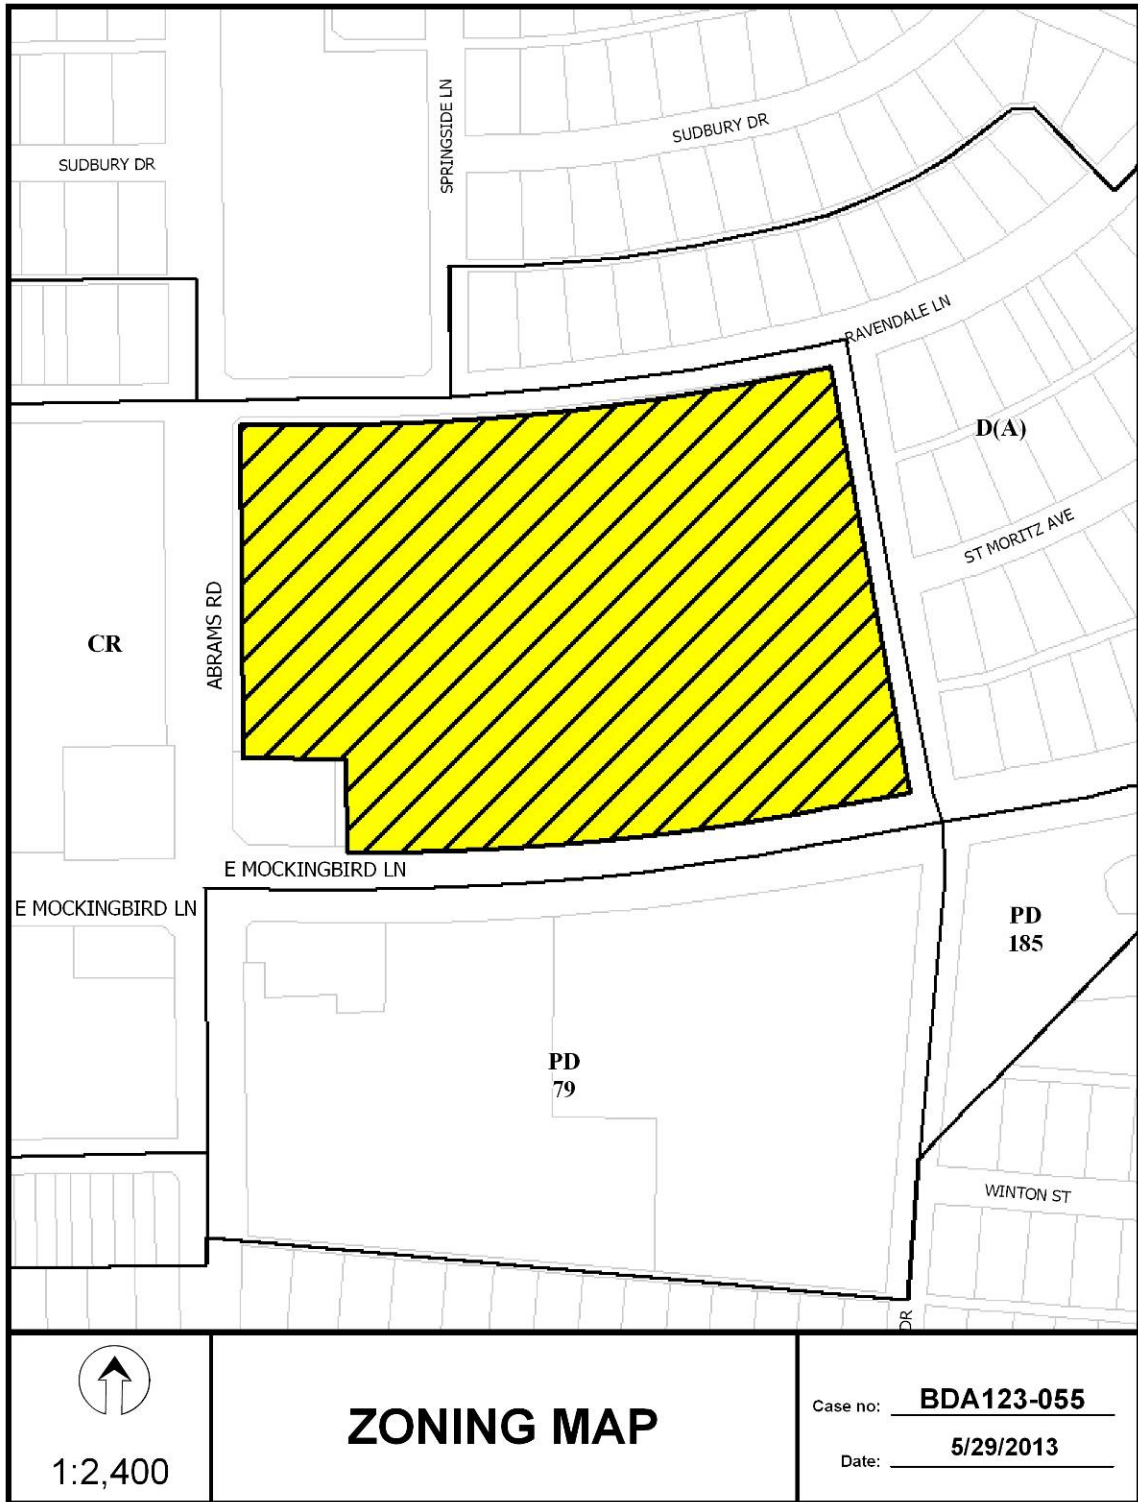 SPRINGSIDE LN
SUDBURY DR
SUDBURY DR
RAVENDALE LN
D(A)
ST MORITZ AVE
ABRAMS RD
CR
E MOCKINGBIRD LN
E MOCKINGBIRD LN
PD
185
PD
79
WINTON ST
DR
1:2,400
ZONING MAP
Case no: BDA123-055
Date: 5/29/2013